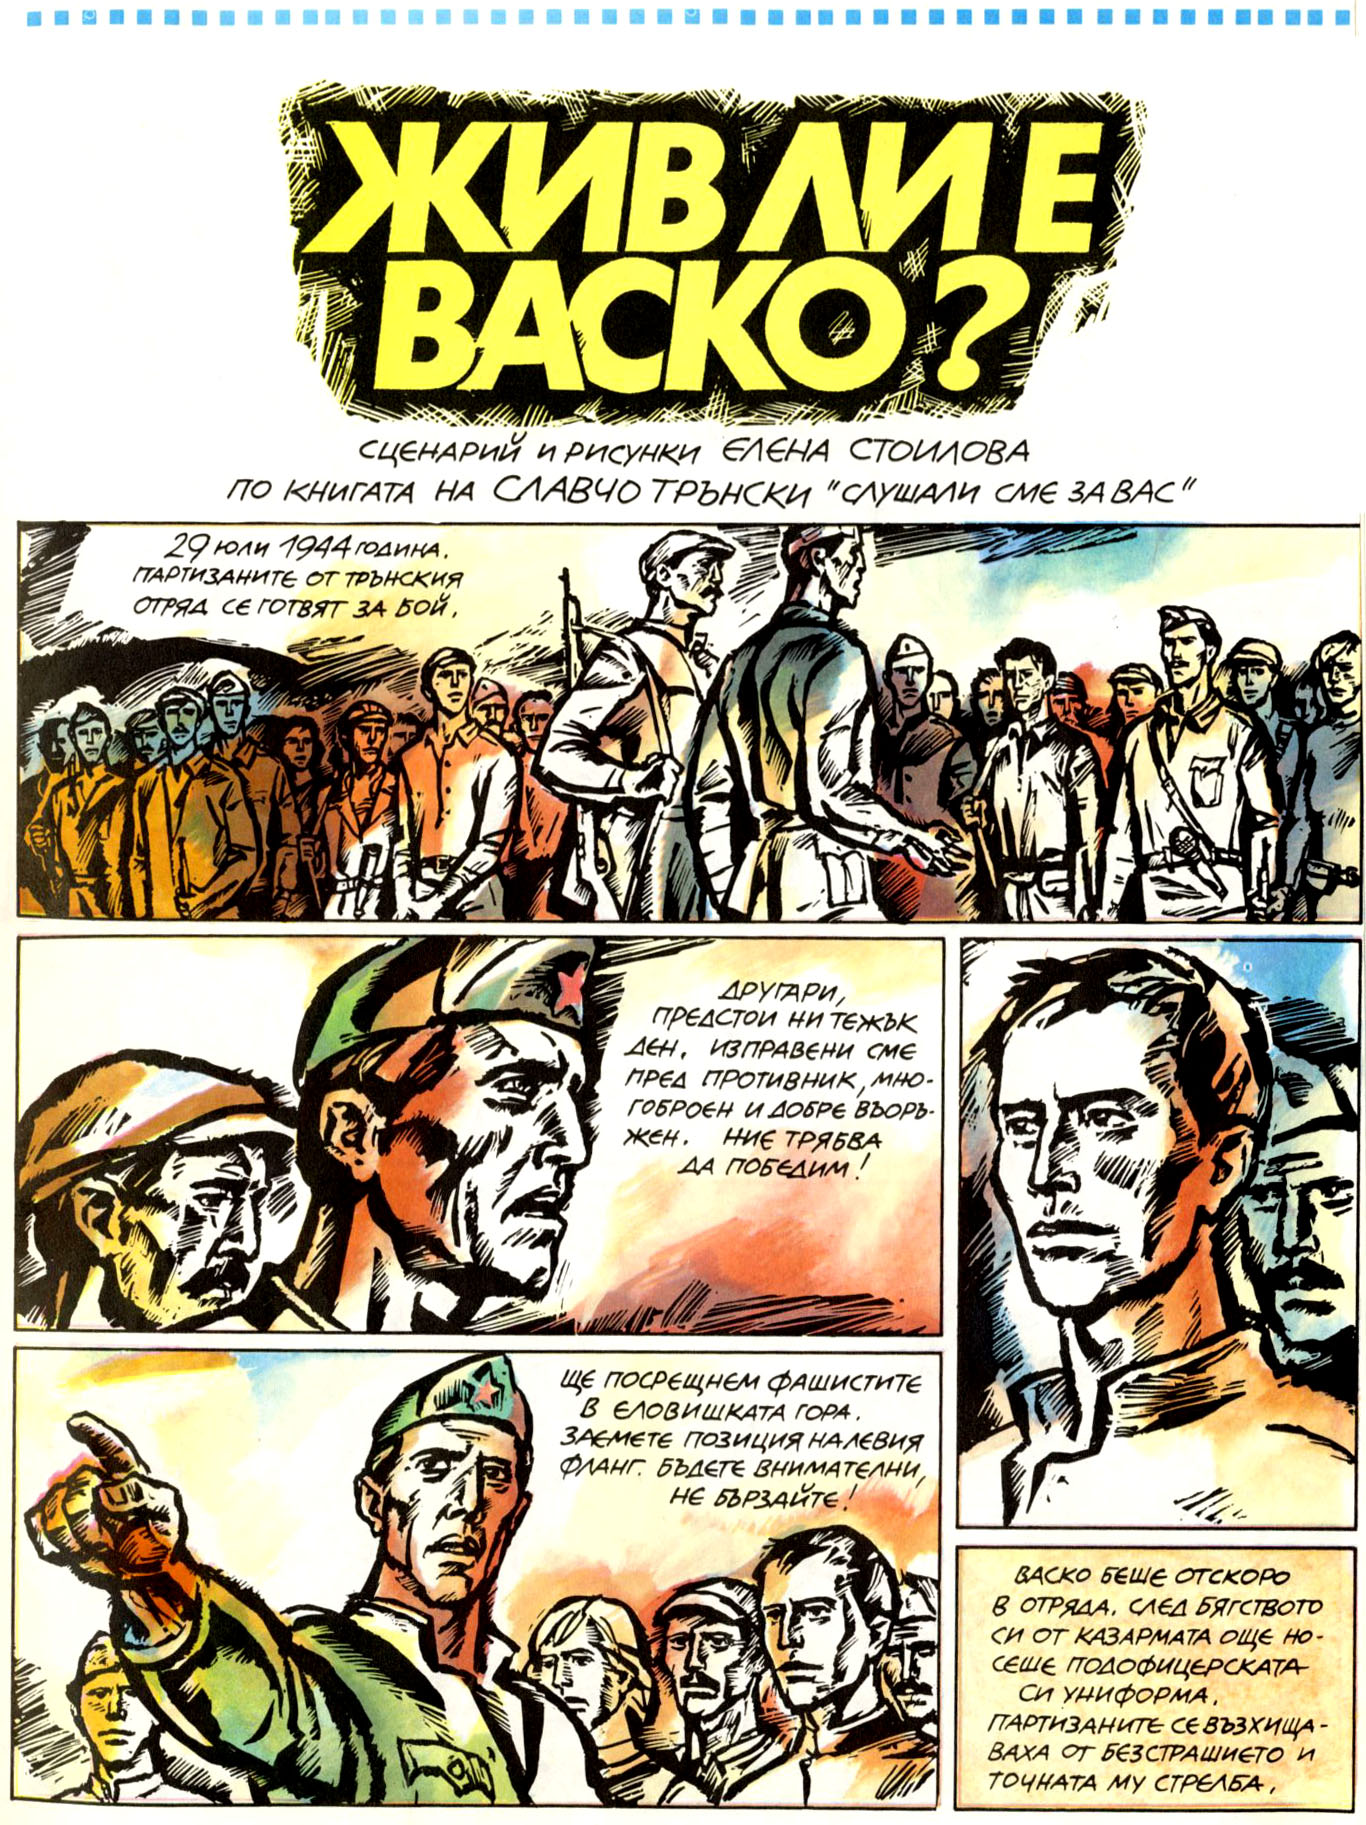 ЖИВ ЛИ Е
ВАСКО?
СЦЕНАРИЙ И РИСУНКИ ЕЛЕНА СТОИЛОВА
ПО КНИГАТА НА СЛАВЧО ТРЪНСКИ "СЛУШАЛИ СМЕ ЗА ВАС"
29 ЮЛИ 1944 ГОДИНА.
ПАРТИЗАНИТЕ ОТ ТРЪНСКИЯ
ОТРЯД СЕ ГОТВЯТ ЗА БОЙ.
ДРУГАРИ,
ПРЕДСТОИ НИ ТЕЖЪК
ДЕН. ИЗПРАВЕНИ СМЕ
ПРЕД ПРОТИВНИК, МНО-
ГОБРОЕН И ДОБРЕ ВЪОРЪ-
ЖЕН. НИЕ ТРЯБВА
ДА ПОБЕДИМ!
ЩЕ ПОСРЕЩНЕМ ФАШИСТИТЕ
В ЕЛОВИШКАТА ГОРА.
ЗАЕМЕТЕ ПОЗИЦИЯ НА ЛЕВИЯ
ФЛАНГ. БЪДЕТЕ ВНИМАТЕЛНИ,
НЕ БЪРЗАЙТЕ!
ВАСКО БЕШЕ ОТСКОРО
В ОТРЯДА. СЛЕД БЯГСТВОТО
СИ ОТ КАЗАРМАТА ОЩЕ НО-
СЕШЕ ПОДОФИЦЕРСКАТА
СИ УНИФОРМА.
ПАРТИЗАНИТЕ СЕ ВЪЗХИЩА-
ВАХА ОТ БЕЗСТРАШИЕТО И
ТОЧНАТА МУ СТРЕЛБА.